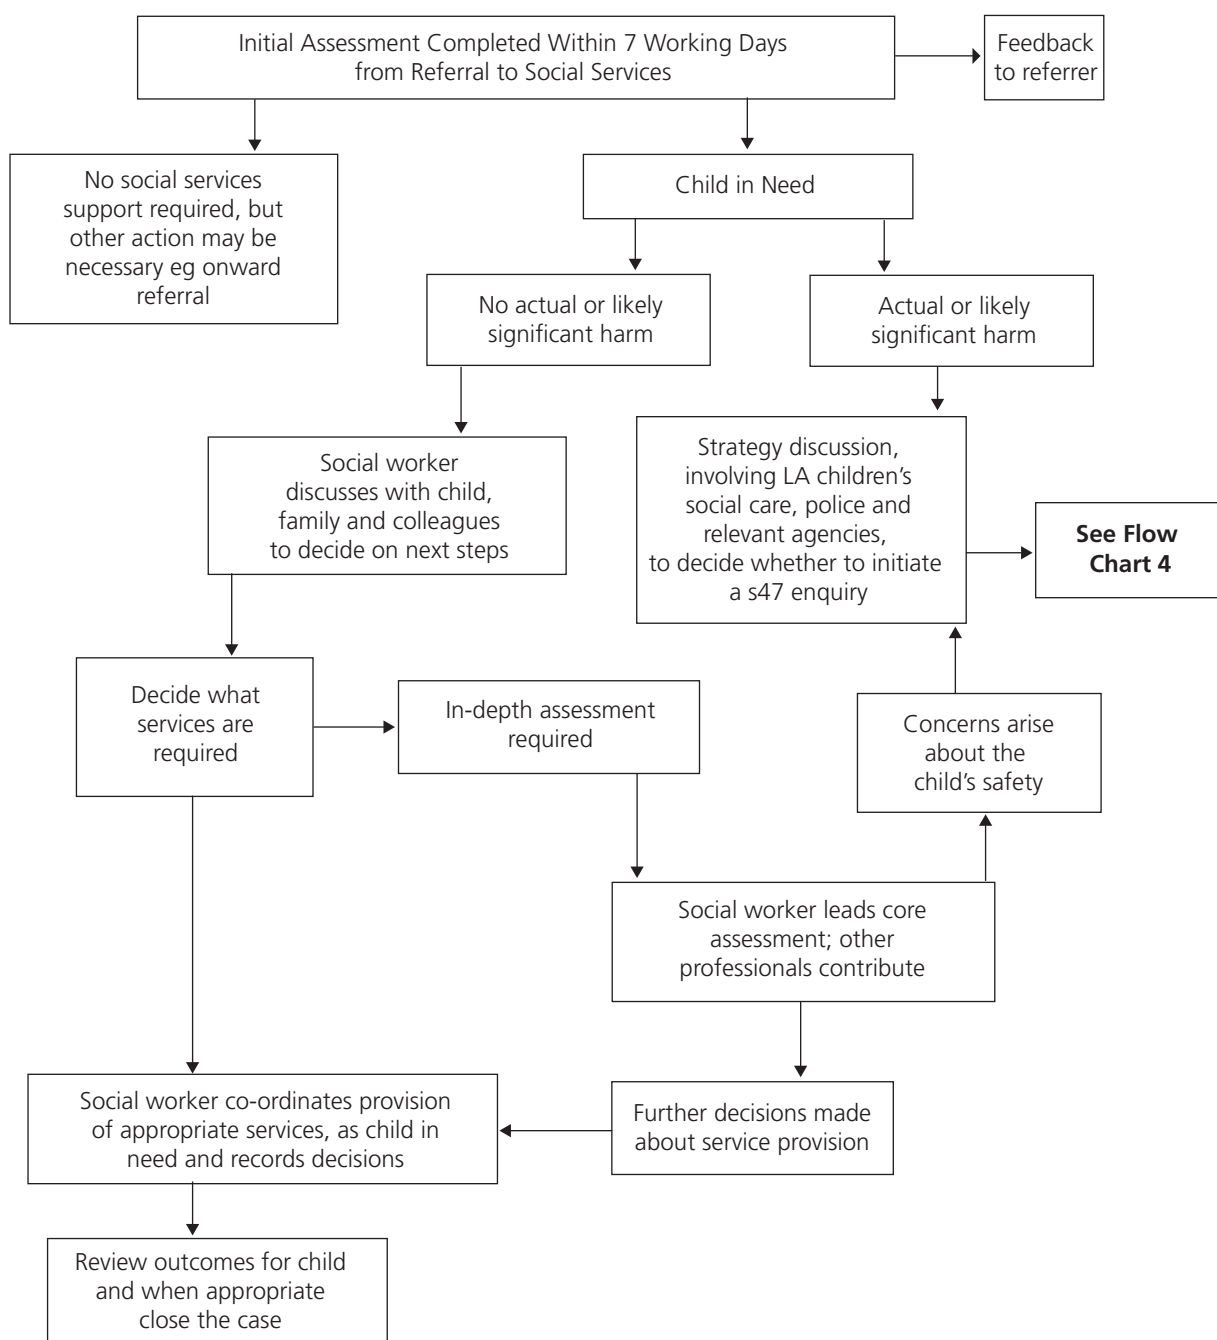 Initial Assessment Completed Within 7 Working Days
from Referral to Social Services
Feedback
to referrer
No social services
support required, but
other action may be
necessary eg onward
referral
Child in Need
No actual or likely
significant harm
Actual or likely
significant harm
Social worker
discusses with child,
family and colleagues
to decide on next steps
Strategy discussion,
involving LA children’s
social care, police and
relevant agencies,
to decide whether to initiate
a s47 enquiry
See Flow
Chart 4
Decide what
services are
required
In-depth assessment
required
Concerns arise
about the
child’s safety
Social worker leads core
assessment; other
professionals contribute
Social worker co-ordinates provision
of appropriate services, as child in
need and records decisions
Further decisions made
about service provision
Review outcomes for child
and when appropriate
close the case